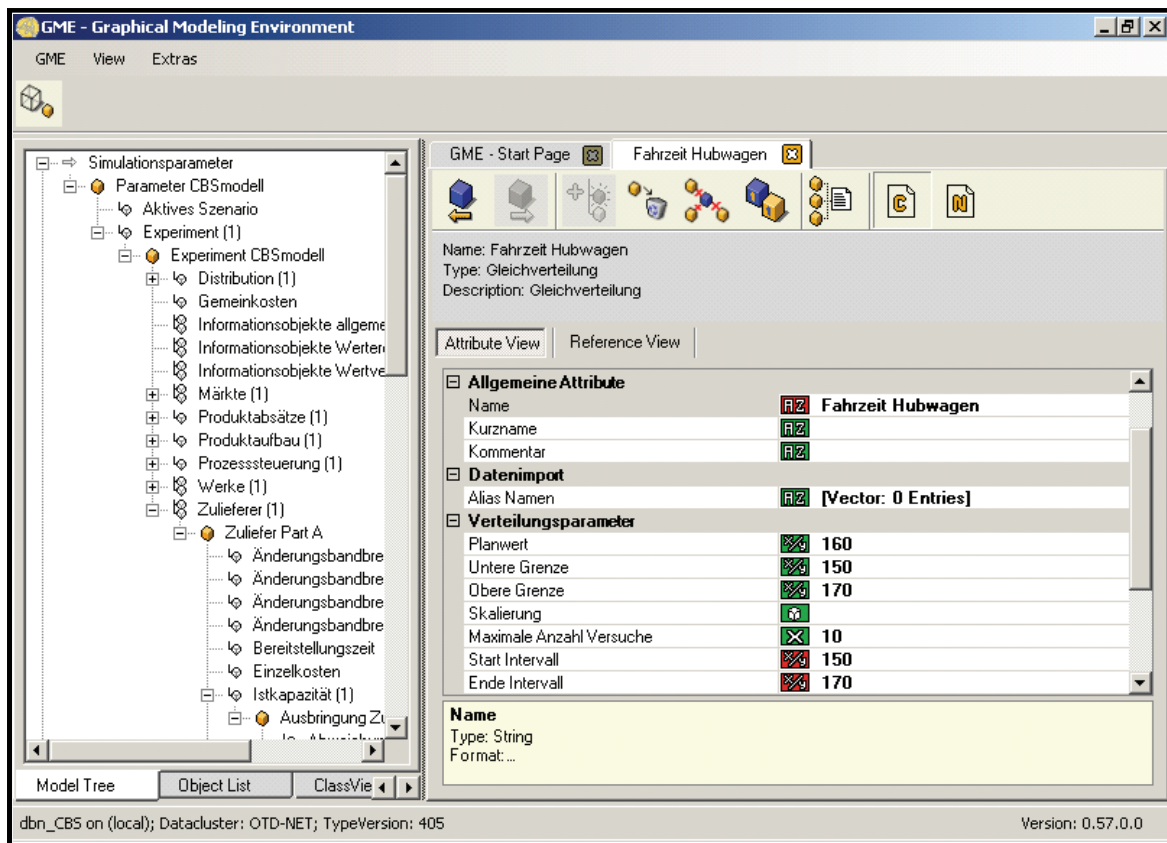 GME - Graphical Modeling Environment
GME View Extras
Simulationsparameter
Parameter CBSmodell
Aktives Szenario
Experiment (1)
Experiment CBSmodell
Distribution (1)
Gemeinkosten
Informationsobjekte allgeme
Informationsobjekte Wertere
Informationsobjekte Wertve
Märkte (1)
Produktabsätze (1)
Produktaufbau (1)
Prozesssteuerung (1)
Werke (1)
Zulieferer (1)
Zuliefer Part A
Änderungsbandbre
Änderungsbandbre
Änderungsbandbre
Änderungsbandbre
Bereitstellungszeit
Einzelkosten
Istkapazität (1)
Ausbringung Zu
Model Tree Object List ClassVie
GME - Start Page Fahrzeit Hubwagen
C N
Name: Fahrzeit Hubwagen
Type: Gleichverteilung
Description: Gleichverteilung
Attribute View Reference View
Allgemeine Attribute
Name AZ Fahrzeit Hubwagen
Kurzname AZ
Kommentar AZ
Datenimport
Alias Namen AZ [Vector: 0 Entries]
Verteilungsparameter
Planwert X/y 160
Untere Grenze X/y 150
Obere Grenze X/y 170
Skalierung
Maximale Anzahl Versuche X 10
Start Intervall X/y 150
Ende Intervall X/y 170
Name
Type: String
Format:...
dbn_CBS on (local); Datacluster: OTD-NET; TypeVersion: 405 Version: 0.57.0.0